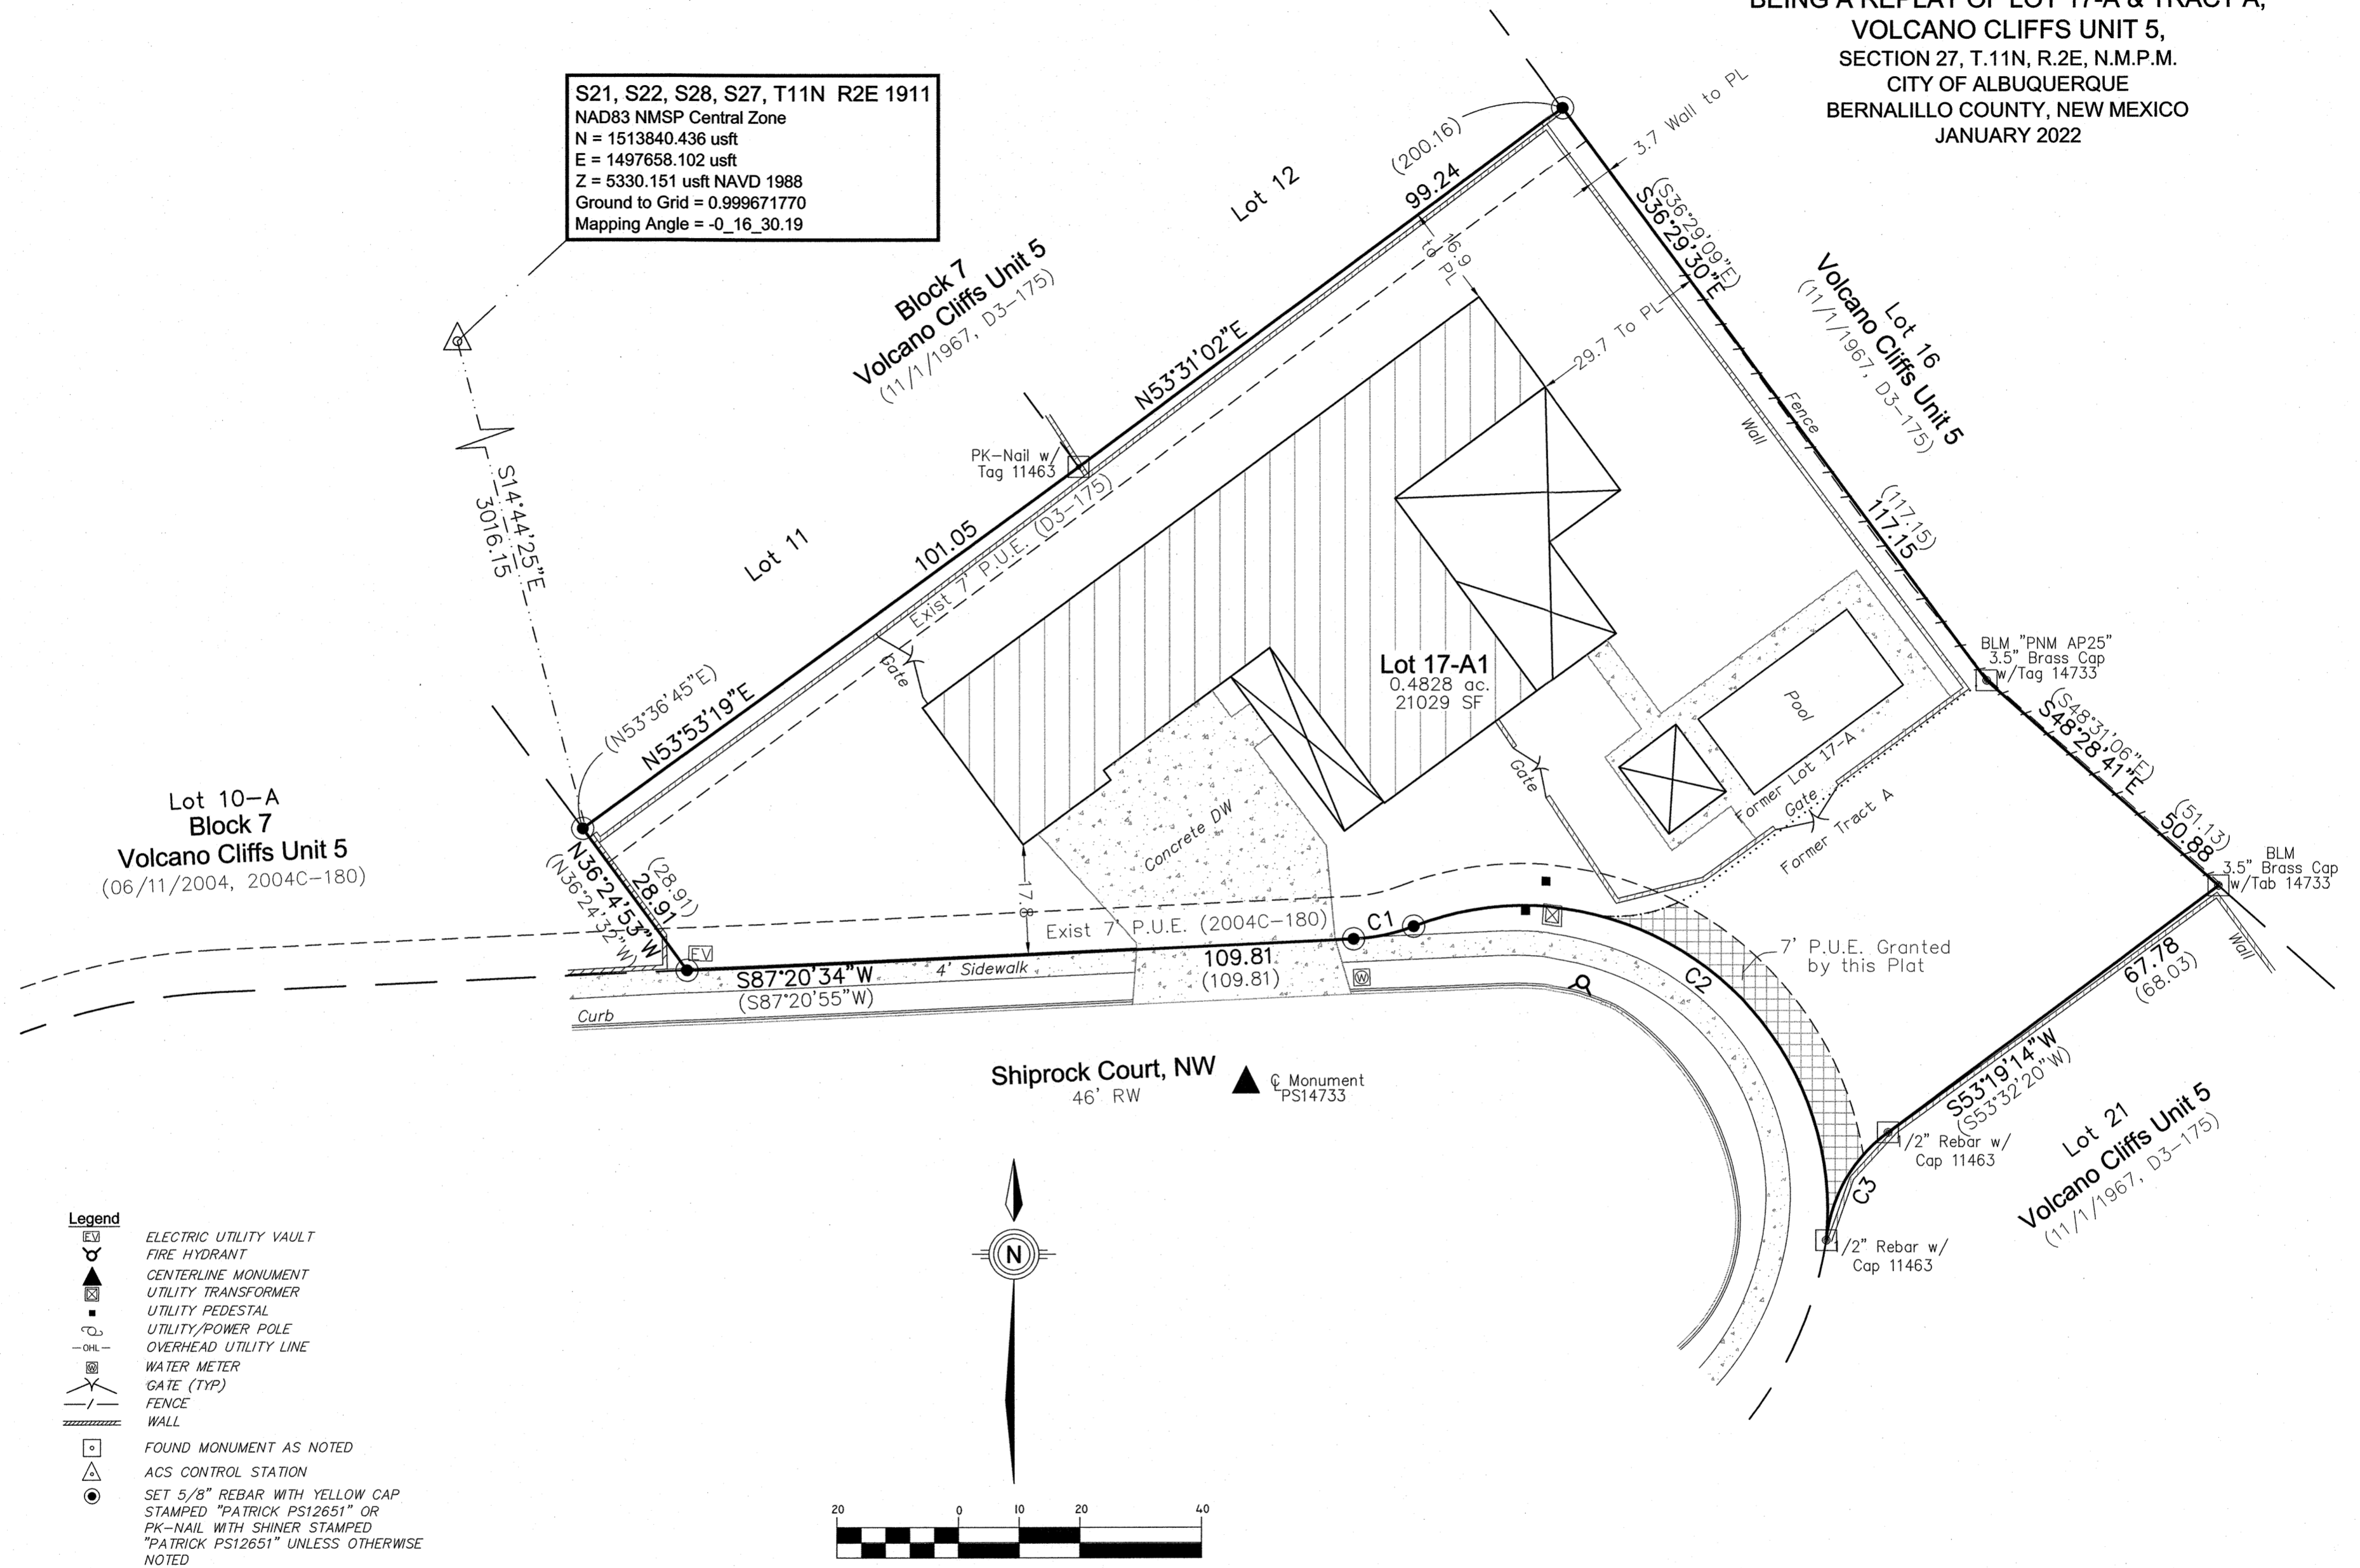 BEING A REPLAY OF LOT 17-A & TRACT A,
VOLCANO CLIFFS UNIT 5,
SECTION 27, T.11N, R.2E, N.M.P.M.
CITY OF ALBUQUERQUE
BERNALILLO COUNTY, NEW MEXICO
JANUARY 2022
S21, S22, S28, S27, T11N R2E 1911
NAD83 NMSP Central Zone
N = 1513840.436 usft
E = 1497658.102 usft
Z = 5330.151 usft NAVD 1988
Ground to Grid = 0.999671770
Mapping Angle = -0_16_30.19
S14°44'25"E
3016.15
Lot 12
Block 7
Volcano Cliffs Unit 5
(11/1/1967, D3-175)
Lot 11
(200.16)
99.24
N53°31'02"E
PK-Nail w/
Tag 11463
101.05
Exist 7' P.U.E. (D3-175)
(N53°36'45"E)
N53°53'19"E
Gate
3.7 Wall to PL
16.9
to PL
29.7 To PL
(S36°29'09"E)
S36°29'30"E
Lot 16
Volcano Cliffs Unit 5
(11/1/1967, D3-175)
Fence
Wall
(117.15)
117.15
BLM "PNM AP25"
3.5" Brass Cap
w/Tag 14733
(S48°31'06"E)
S48°28'41"E
(51.13)
50.88
BLM
3.5" Brass Cap
w/Tab 14733
Wall
67.78
(68.03)
S53°19'14"W
(S53°32'20"W)
Lot 21
Volcano Cliffs Unit 5
(11/1/1967, D3-175)
Lot 17-A1
0.4828 ac.
21029 SF
Pool
Former Lot 17-A
Gate
Former Tract A
Gate
Concrete DW
17.8
Lot 10-A
Block 7
Volcano Cliffs Unit 5
(06/11/2004, 2004C-180)
N36°24'53"W
(N36°24'32"W)
(28.91)
28.91
EV
Exist 7' P.U.E. (2004C-180)
C1
S87°20'34"W
(S87°20'55"W)
4' Sidewalk
109.81
(109.81)
W
Curb
C2
7' P.U.E. Granted
by this Plat
1/2" Rebar w/
Cap 11463
C3
1/2" Rebar w/
Cap 11463
Shiprock Court, NW
46' RW
℄ Monument
PS14733
N
20 0 10 20 40
Legend
EV ELECTRIC UTILITY VAULT
FIRE HYDRANT
CENTERLINE MONUMENT
UTILITY TRANSFORMER
UTILITY PEDESTAL
UTILITY/POWER POLE
—OHL— OVERHEAD UTILITY LINE
W WATER METER
GATE (TYP)
FENCE
WALL
FOUND MONUMENT AS NOTED
ACS CONTROL STATION
SET 5/8" REBAR WITH YELLOW CAP
STAMPED "PATRICK PS12651" OR
PK-NAIL WITH SHINER STAMPED
"PATRICK PS12651" UNLESS OTHERWISE
NOTED